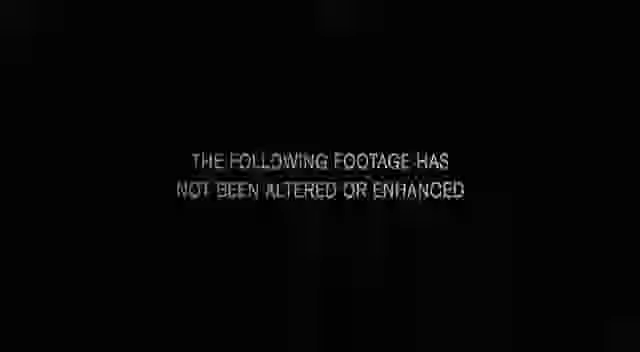 THE FOLLOWING FOOTAGE HAS
NOT BEEN ALTERED OR ENHANCED